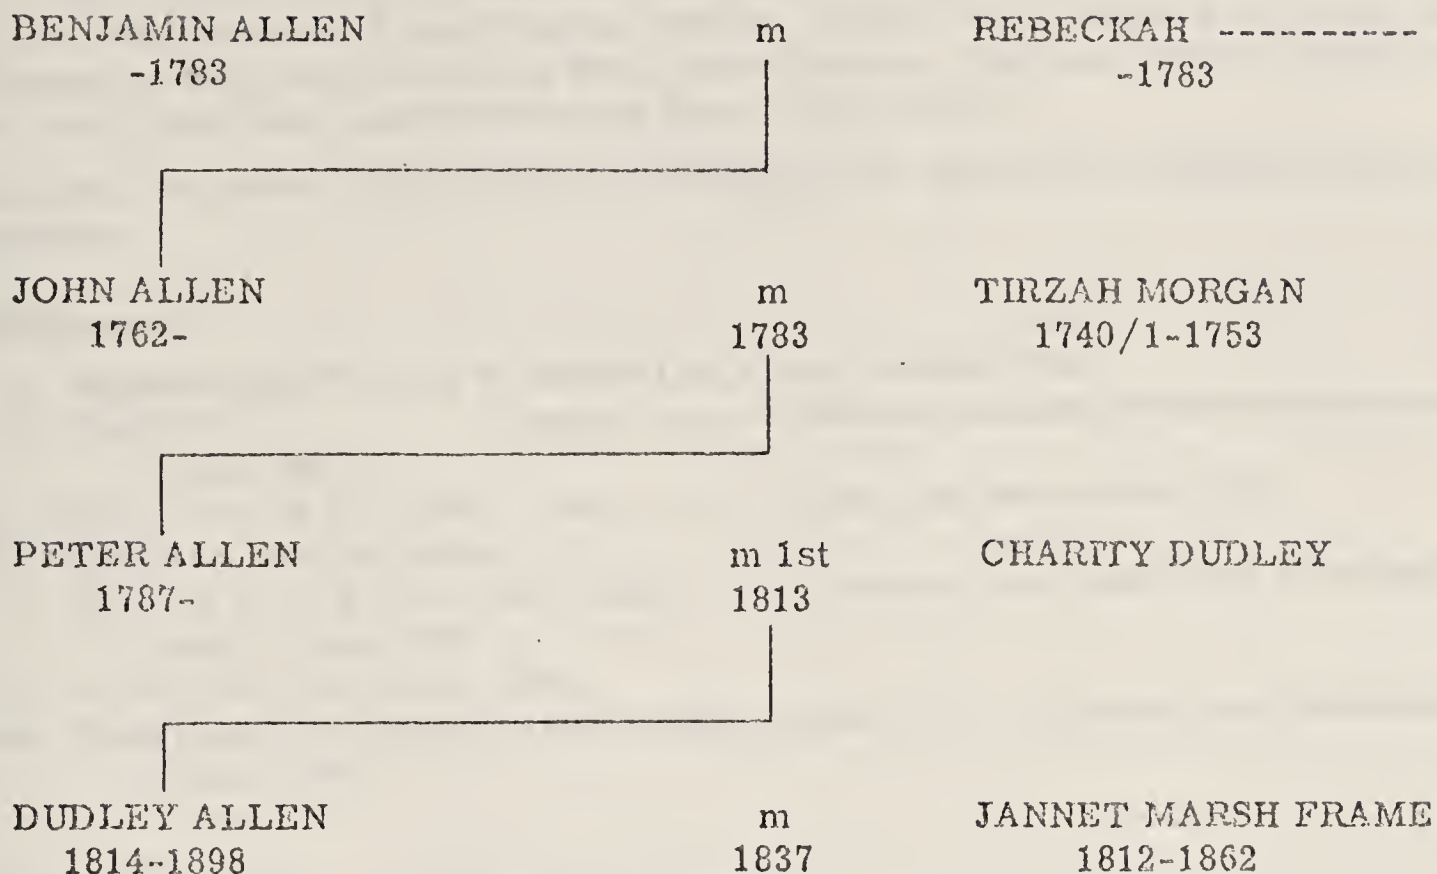 BENJAMIN ALLEN m REBECKAH ----------
-1783 -1783
JOHN ALLEN m TIRZAH MORGAN
1762- 1783 1740/1-1753
PETER ALLEN m 1st CHARITY DUDLEY
1787- 1813
DUDLEY ALLEN m JANNET MARSH FRAME
1814-1898 1837 1812-1862